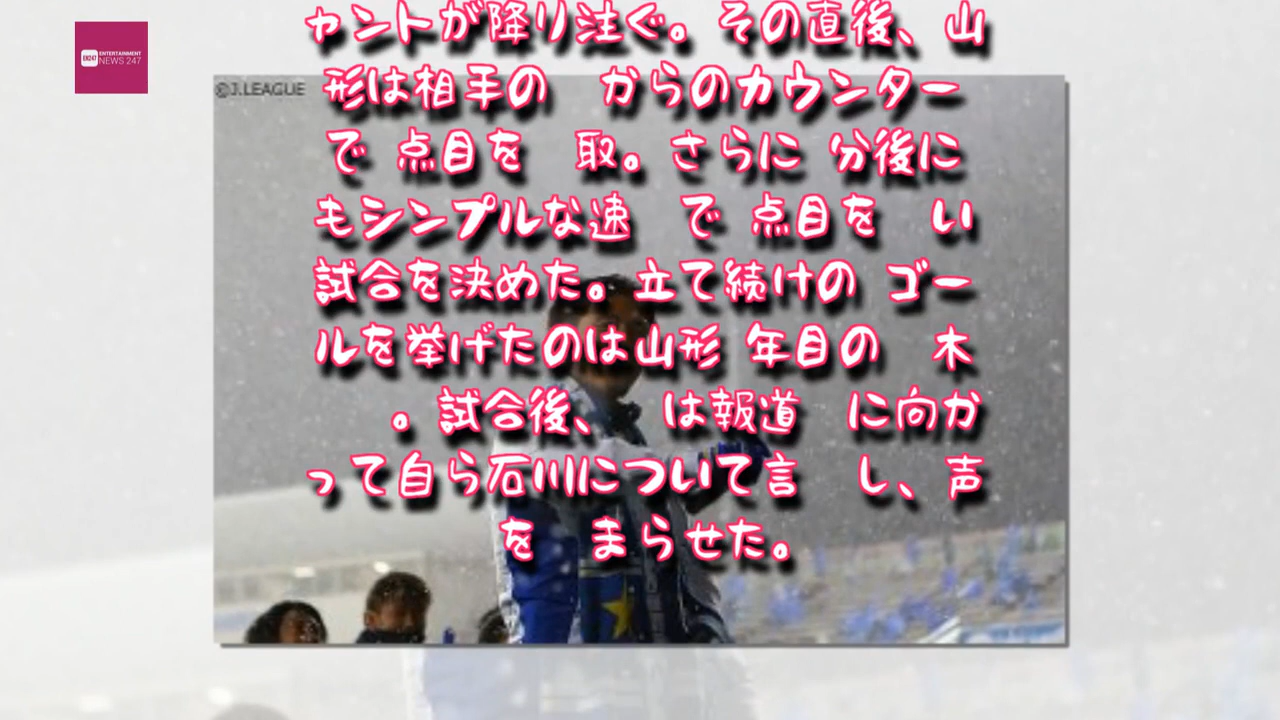 ENTERTAINMENT
NEWS 247
©J.LEAGUE
ャントが降り注ぐ。その直後、山
形は相手の　からのカウンター
で 点目を　取。さらに 分後に
もシンプルな速　で 点目を　い
試合を決めた。立て続けの ゴー
ルを挙げたのは山形 年目の　木
。試合後、　は報道　に向か
って自ら石川について言　し、声
を　まらせた。